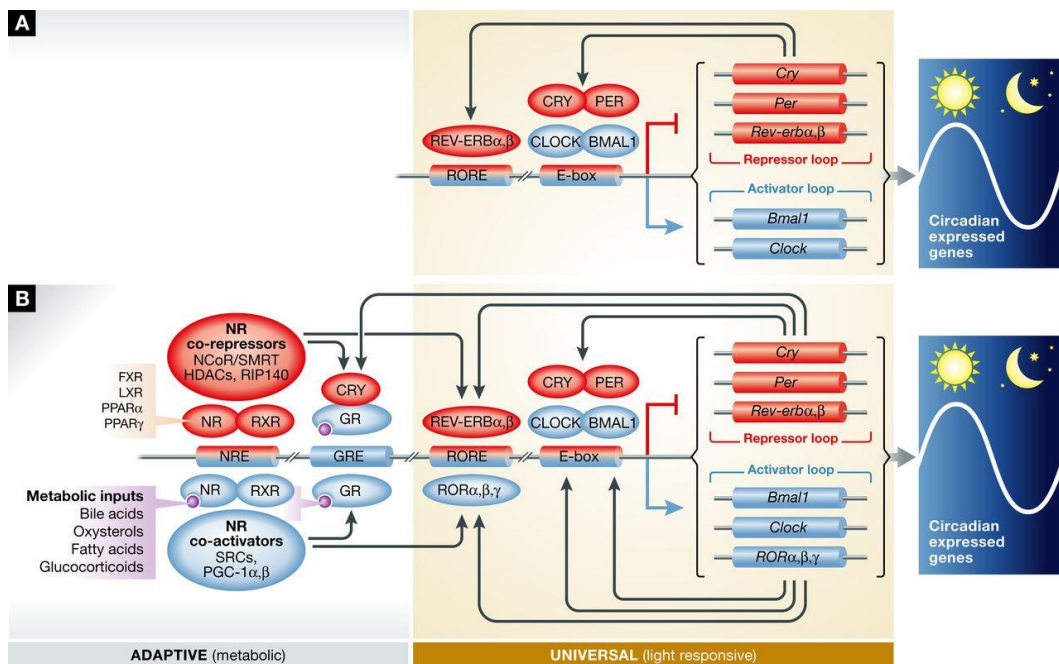 A
CRY PER
REV-ERBα,β
CLOCK BMAL1
RORE
E-box
Cry
Per
Rev-erbα,β
Repressor loop
Activator loop
Bmal1
Clock
Circadian
expressed
genes
B
NR
co-repressors
NCoR/SMRT
HDACs, RIP140
FXR
LXR
PPARα
PPARγ
NR RXR
CRY
GR
REV-ERBα,β
CRY PER
CLOCK BMAL1
NRE
GRE
RORE
E-box
Metabolic inputs
Bile acids
Oxysterols
Fatty acids
Glucocorticoids
NR RXR
GR
RORα,β,γ
NR
co-activators
SRCs,
PGC-1α,β
Cry
Per
Rev-erbα,β
Repressor loop
Activator loop
Bmal1
Clock
RORα,β,γ
Circadian
expressed
genes
ADAPTIVE (metabolic)
UNIVERSAL (light responsive)